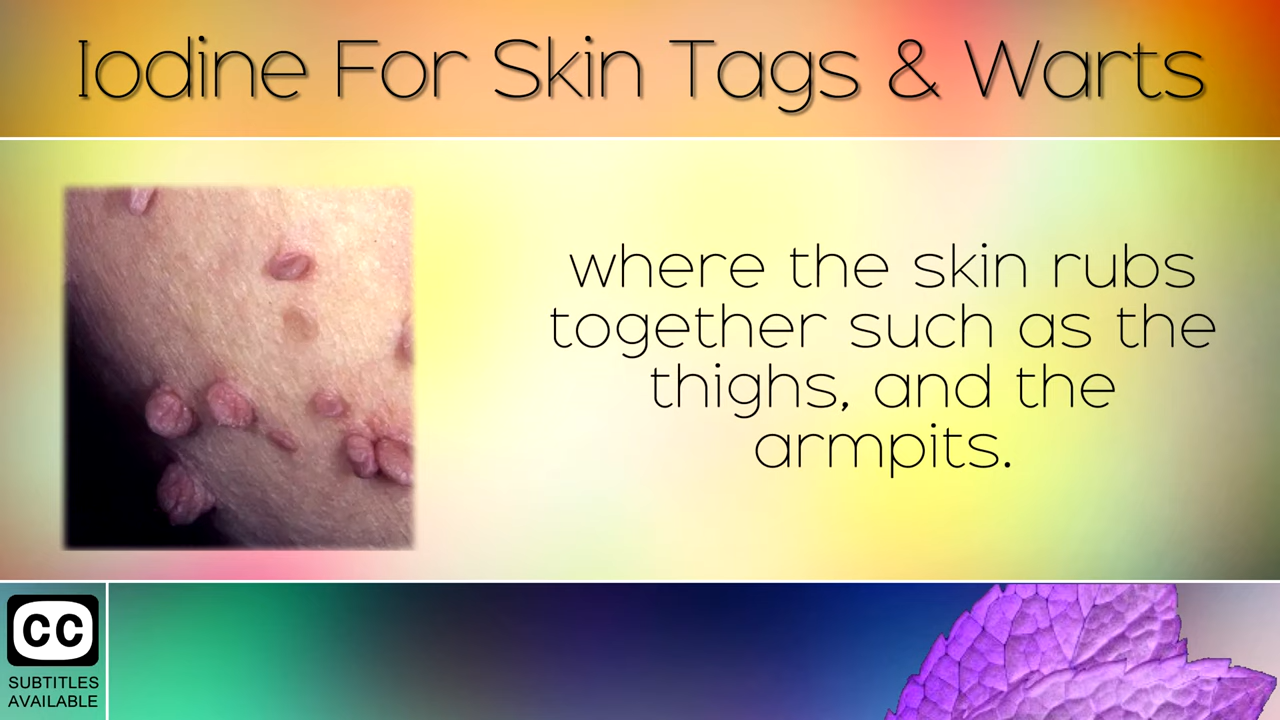 Iodine For Skin Tags & Warts
where the skin rubs
together such as the
thighs, and the
armpits.
CC
SUBTITLES
AVAILABLE